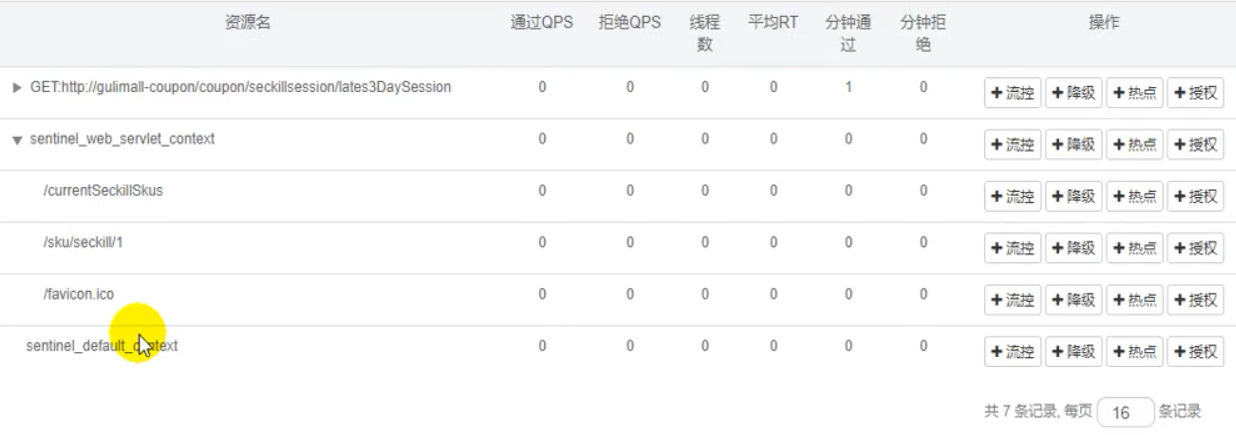 资源名 通过QPS 拒绝QPS 线程数 平均RT 分钟通过 分钟拒绝 操作
GET:http://gulimall-coupon/coupon/seckillsession/lates3DaySession 0 0 0 0 1 0 流控 降级 热点 授权
sentinel_web_servlet_context 0 0 0 0 0 0 流控 降级 热点 授权
/currentSeckillSkus 0 0 0 0 0 0 流控 降级 热点 授权
/sku/seckill/1 0 0 0 0 0 0 流控 降级 热点 授权
/favicon.ico 0 0 0 0 0 0 流控 降级 热点 授权
sentinel_default_context 0 0 0 0 0 0 流控 降级 热点 授权
共 7 条记录, 每页 16 条记录